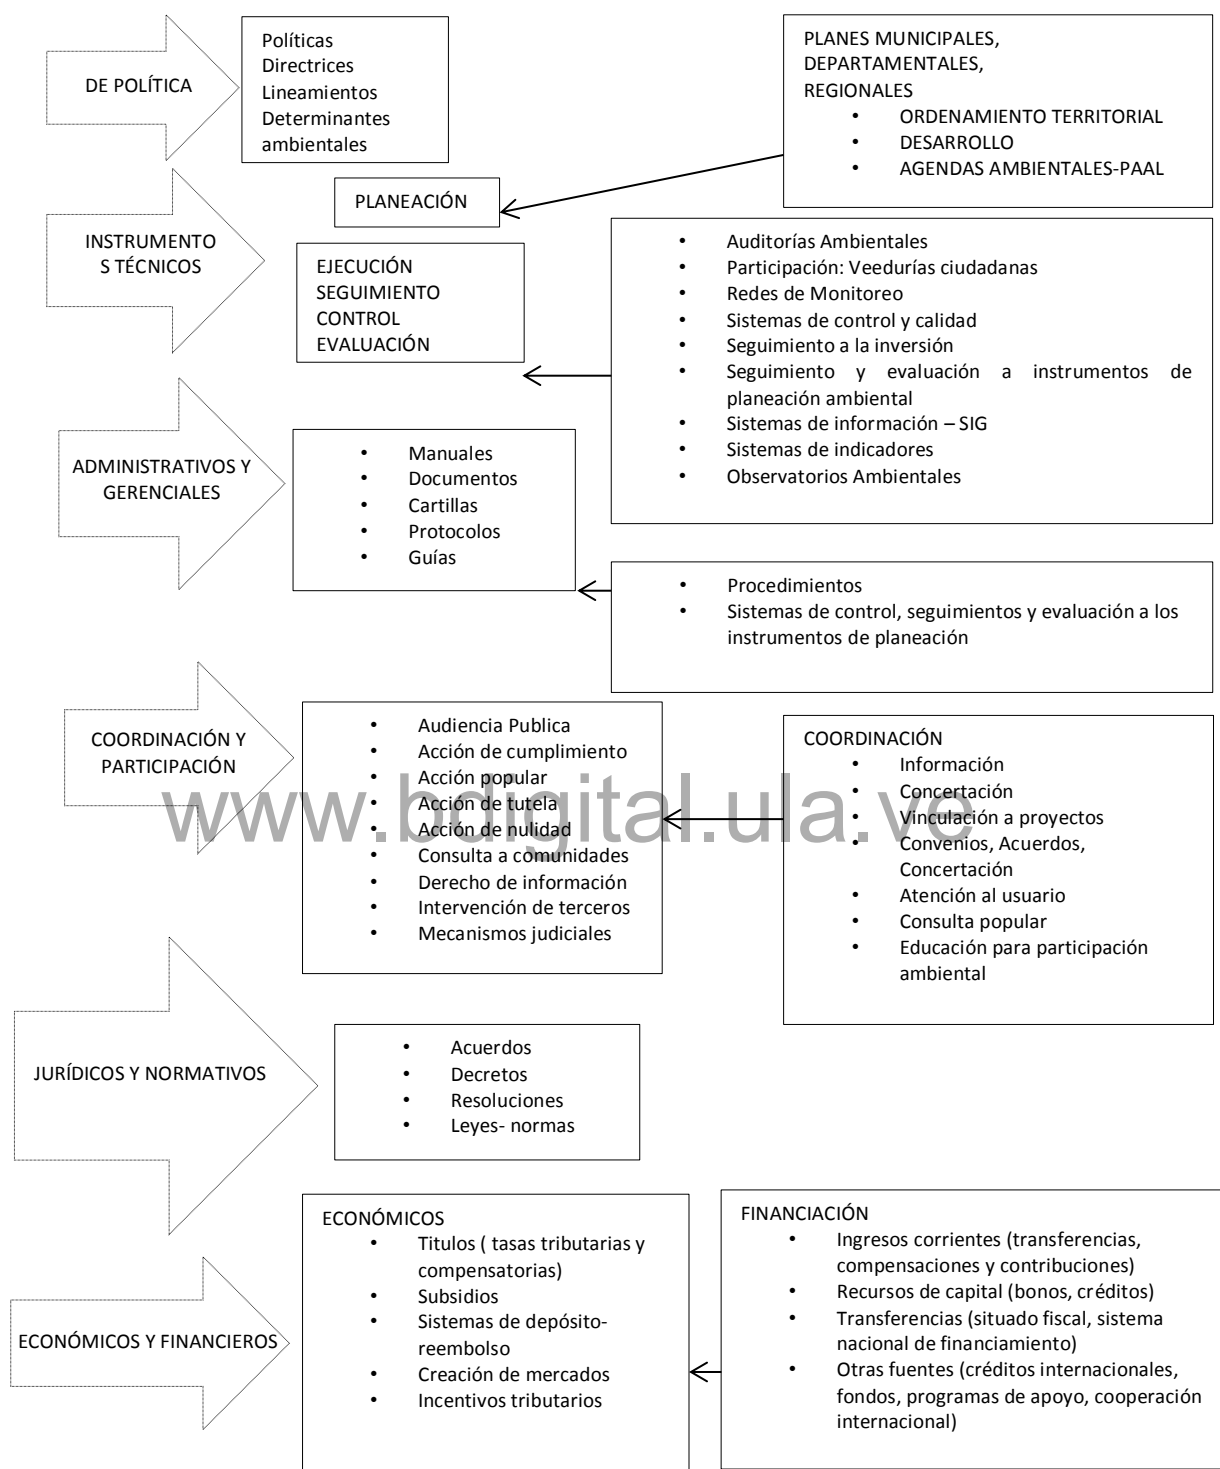 DE POLÍTICA
Políticas
Directrices
Lineamientos
Determinantes
ambientales
PLANES MUNICIPALES,
DEPARTAMENTALES,
REGIONALES
• ORDENAMIENTO TERRITORIAL
• DESARROLLO
• AGENDAS AMBIENTALES-PAAL
INSTRUMENTO
S TÉCNICOS
PLANEACIÓN
EJECUCIÓN
SEGUIMIENTO
CONTROL
EVALUACIÓN
• Auditorías Ambientales
• Participación: Veedurías ciudadanas
• Redes de Monitoreo
• Sistemas de control y calidad
• Seguimiento a la inversión
• Seguimiento y evaluación a instrumentos de
planeación ambiental
• Sistemas de información – SIG
• Sistemas de indicadores
• Observatorios Ambientales
ADMINISTRATIVOS Y
GERENCIALES
• Manuales
• Documentos
• Cartillas
• Protocolos
• Guías
• Procedimientos
• Sistemas de control, seguimientos y evaluación a los
instrumentos de planeación
COORDINACIÓN Y
PARTICIPACIÓN
• Audiencia Publica
• Acción de cumplimiento
• Acción popular
• Acción de tutela
• Acción de nulidad
• Consulta a comunidades
• Derecho de información
• Intervención de terceros
• Mecanismos judiciales
COORDINACIÓN
• Información
• Concertación
• Vinculación a proyectos
• Convenios, Acuerdos,
Concertación
• Atención al usuario
• Consulta popular
• Educación para participación
ambiental
www.bdigital.ula.ve
JURÍDICOS Y NORMATIVOS
• Acuerdos
• Decretos
• Resoluciones
• Leyes- normas
ECONÓMICOS Y FINANCIEROS
ECONÓMICOS
• Titulos ( tasas tributarias y
compensatorias)
• Subsidios
• Sistemas de depósito-
reembolso
• Creación de mercados
• Incentivos tributarios
FINANCIACIÓN
• Ingresos corrientes (transferencias,
compensaciones y contribuciones)
• Recursos de capital (bonos, créditos)
• Transferencias (situado fiscal, sistema
nacional de financiamiento)
• Otras fuentes (créditos internacionales,
fondos, programas de apoyo, cooperación
internacional)